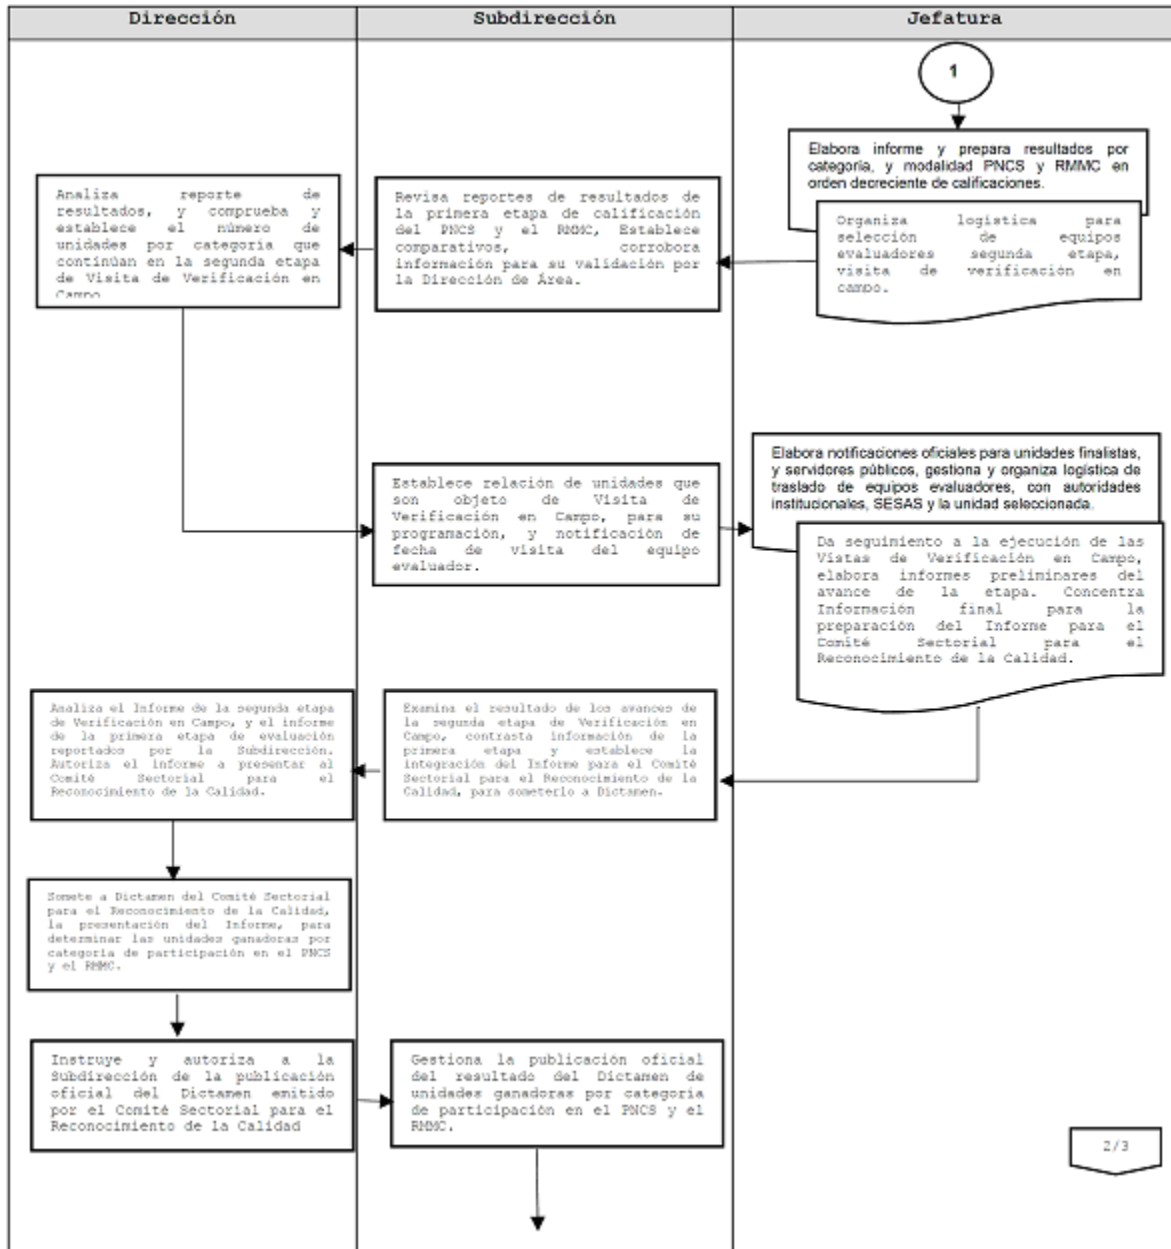 Dirección
Subdirección
Jefatura
1
Elabora informe y prepara resultados por
categoría, y modalidad PNCS y RMMC en
orden decreciente de calificaciones.
Organiza logística para
selección de equipos
evaluadores segunda etapa,
visita de verificación en
campo.
Revisa reportes de resultados de
la primera etapa de calificación
del PNCS y el RMMC, Establece
comparativos, corrobora
información para su validación por
la Dirección de Área.
Analiza reporte de
resultados, y comprueba y
establece el número de
unidades por categoría que
continúan en la segunda etapa
de Visita de Verificación en
Campo
Establece relación de unidades que
son objeto de Visita de
Verificación en Campo, para su
programación, y notificación de
fecha de visita del equipo
evaluador.
Elabora notificaciones oficiales para unidades finalistas,
y servidores públicos, gestiona y organiza logística de
traslado de equipos evaluadores, con autoridades
institucionales, SESAS y la unidad seleccionada.
Da seguimiento a la ejecución de las
Vistas de Verificación en Campo,
elabora informes preliminares del
avance de la etapa. Concentra
Información final para la
preparación del Informe para el
Comité Sectorial para el
Reconocimiento de la Calidad.
Examina el resultado de los avances de
la segunda etapa de Verificación en
Campo, contrasta información de la
primera etapa y establece la
integración del Informe para el Comité
Sectorial para el Reconocimiento de la
Calidad, para someterlo a Dictamen.
Analiza el Informe de la segunda etapa
de Verificación en Campo, y el informe
de la primera etapa de evaluación
reportados por la Subdirección.
Autoriza el informe a presentar al
Comité Sectorial para el
Reconocimiento de la Calidad.
Somete a Dictamen del Comité Sectorial
para el Reconocimiento de la Calidad,
la presentación del Informe, para
determinar las unidades ganadoras por
categoría de participación en el PNCS
y el RMMC.
Instruye y autoriza a la
Subdirección de la publicación
oficial del Dictamen emitido
por el Comité Sectorial para el
Reconocimiento de la Calidad
Gestiona la publicación oficial
del resultado del Dictamen de
unidades ganadoras por categoría
de participación en el PNCS y el
RMMC.
2/3